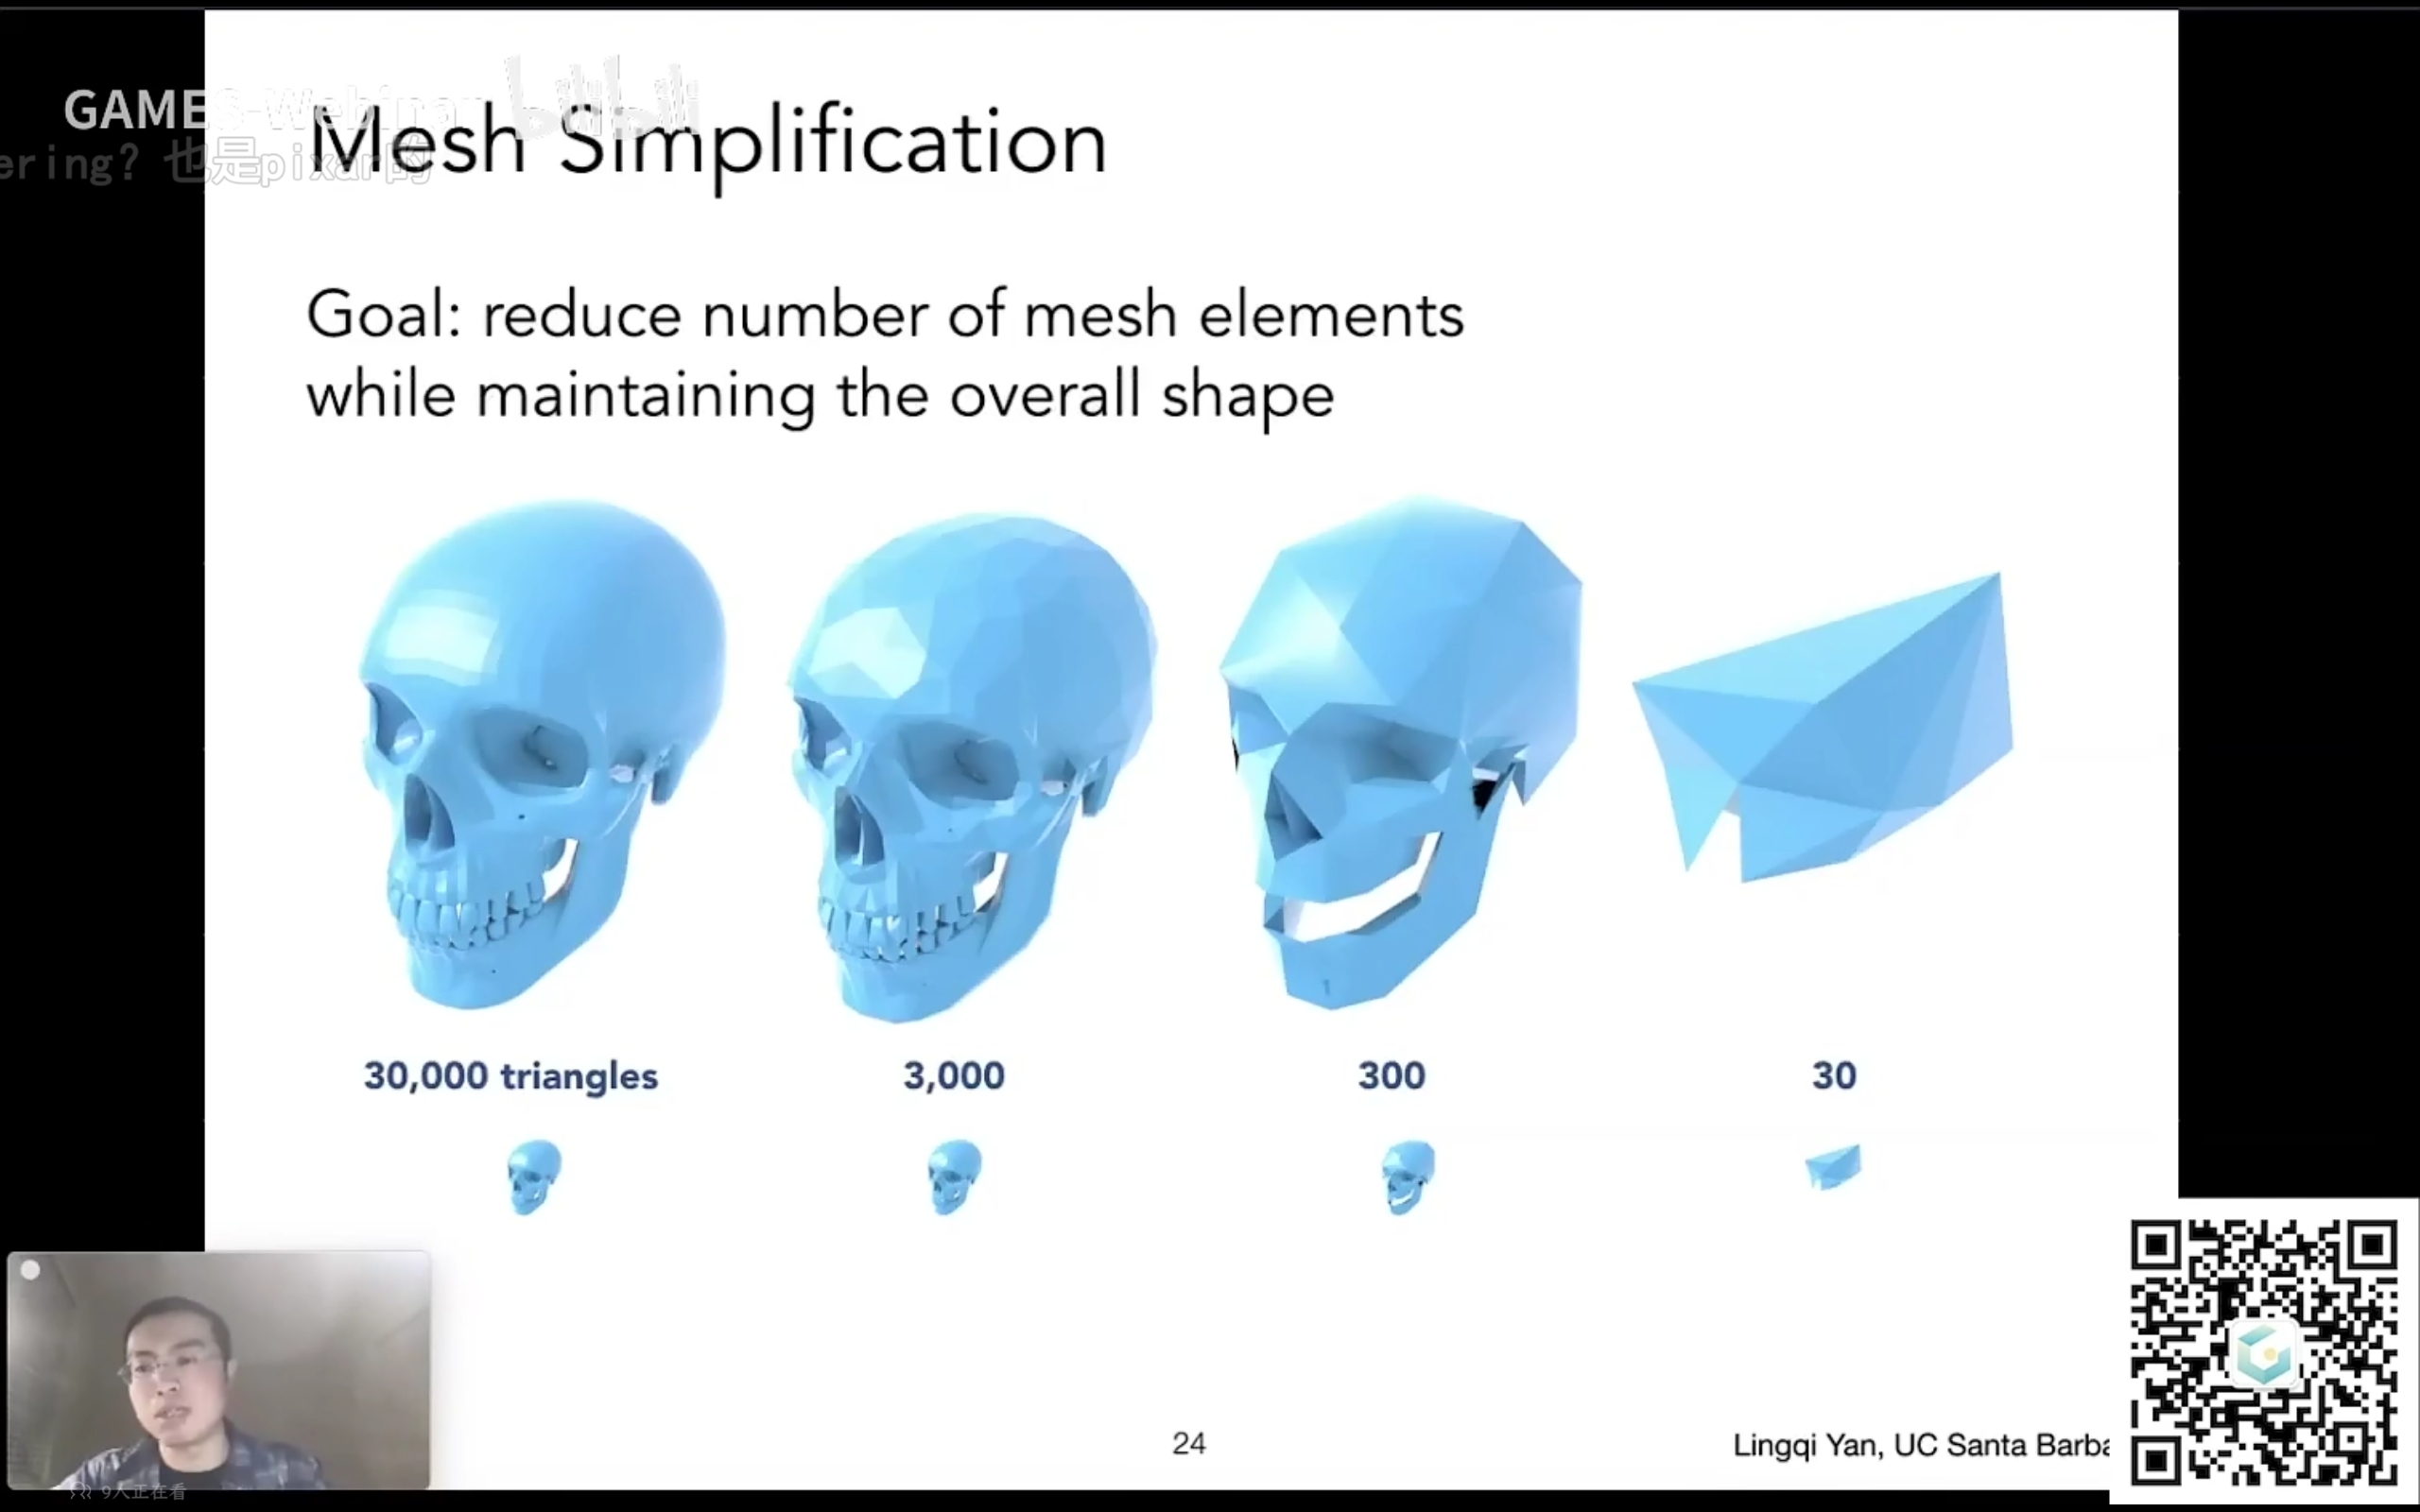 GAMES-Webinar bilibili
ering? 也是pixar的
Mesh Simplification
Goal: reduce number of mesh elements
while maintaining the overall shape
30,000 triangles
3,000
300
30
24
Lingqi Yan, UC Santa Barba
9人正在看